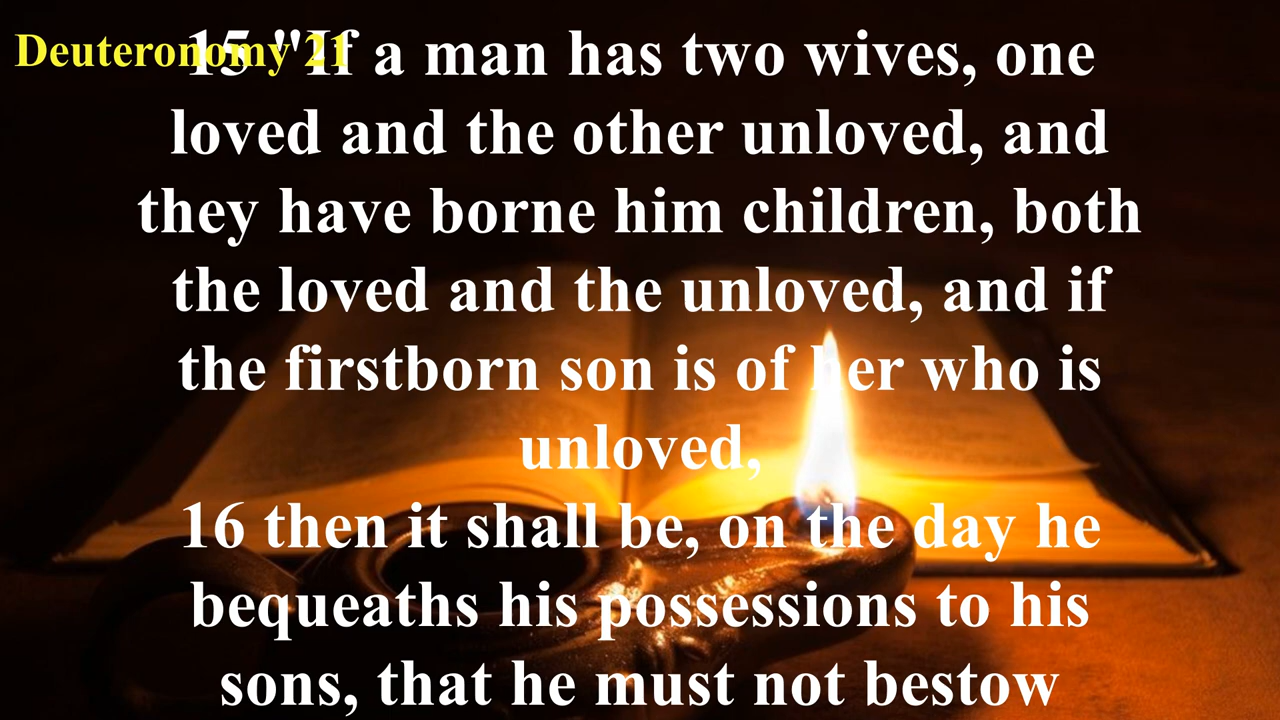 Deuteronomy 21
15 "If a man has two wives, one
loved and the other unloved, and
they have borne him children, both
the loved and the unloved, and if
the firstborn son is of her who is
unloved,
16 then it shall be, on the day he
bequeaths his possessions to his
sons, that he must not bestow